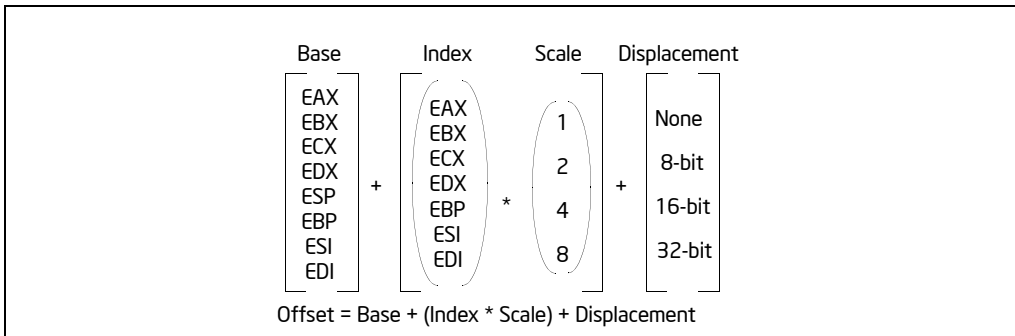 Base Index Scale Displacement
EAX
EBX
ECX
EDX
ESP
EBP
ESI
EDI
+
EAX
EBX
ECX
EDX
EBP
ESI
EDI
*
1
2
4
8
+
None
8-bit
16-bit
32-bit
Offset = Base + (Index * Scale) + Displacement